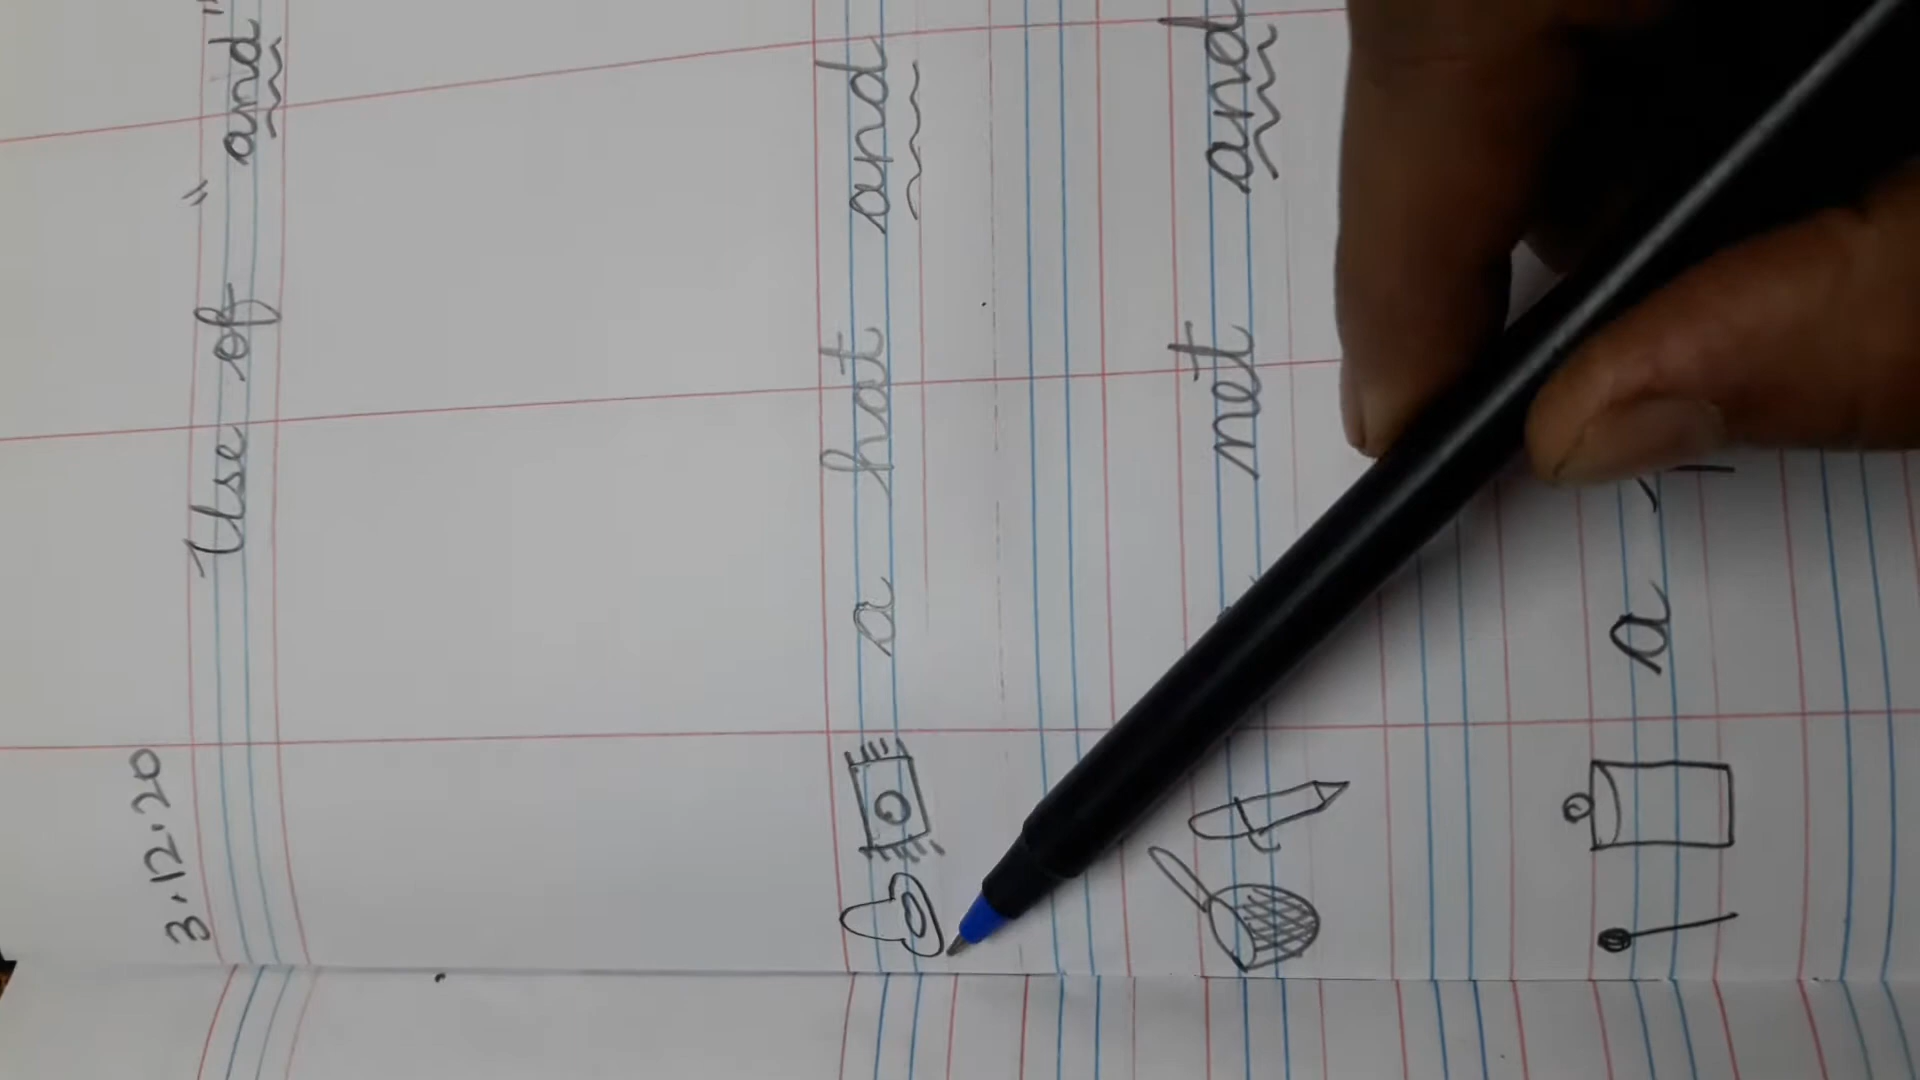 3.12.20
Use of "and"
a hat and
net and
a